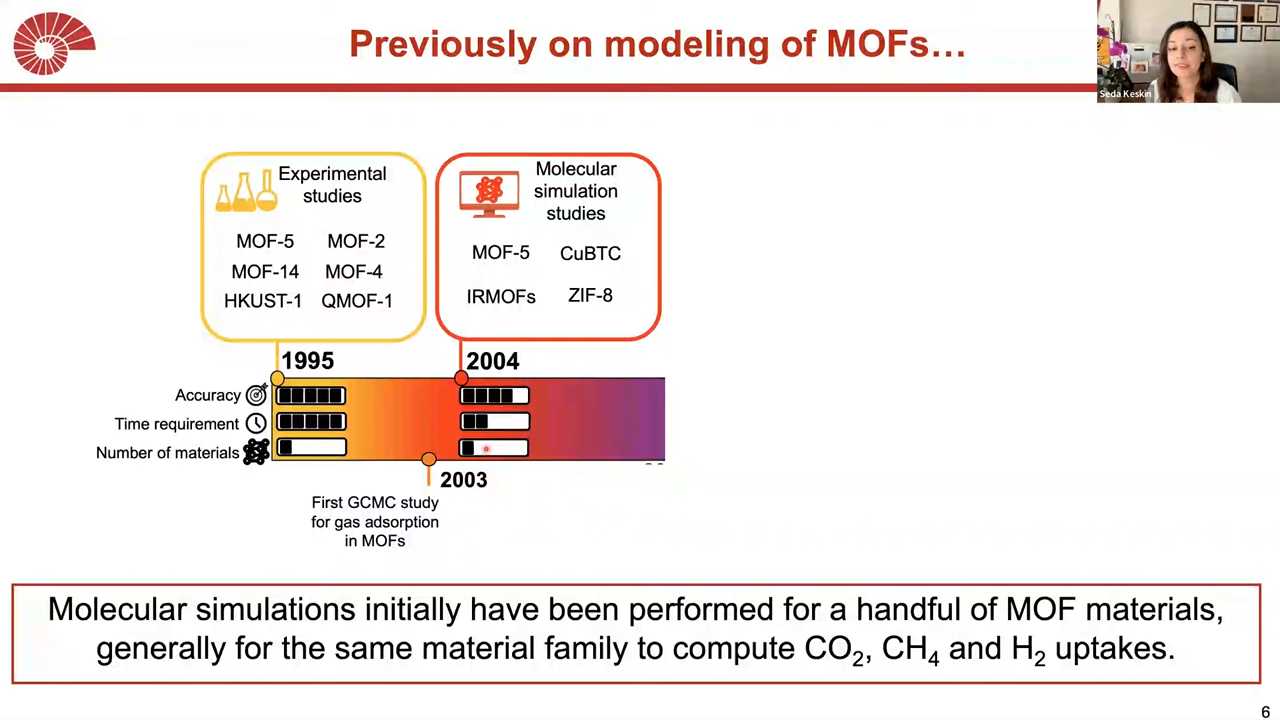 Previously on modeling of MOFs…
Seda Keskin
Experimental
studies
MOF-5 MOF-2
MOF-14 MOF-4
HKUST-1 QMOF-1
Molecular
simulation
studies
MOF-5 CuBTC
IRMOFs ZIF-8
1995
2004
Accuracy
Time requirement
Number of materials
2003
First GCMC study
for gas adsorption
in MOFs
Molecular simulations initially have been performed for a handful of MOF materials,
generally for the same material family to compute CO₂, CH₄ and H₂ uptakes.
6